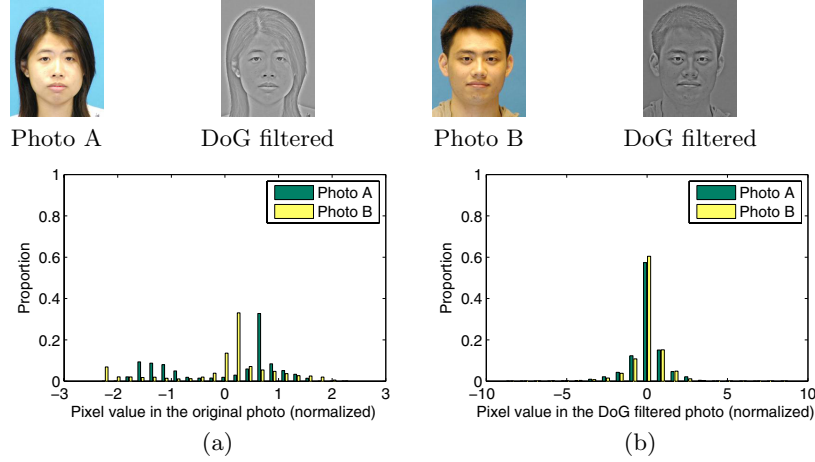 Photo A
DoG filtered
Photo B
DoG filtered
1
0.8
0.6
0.4
0.2
0
Proportion
Photo A
Photo B
−3
−2
−1
0
1
2
3
Pixel value in the original photo (normalized)
(a)
1
0.8
0.6
0.4
0.2
0
Proportion
Photo A
Photo B
−10
−5
0
5
10
Pixel value in the DoG filtered photo (normalized)
(b)